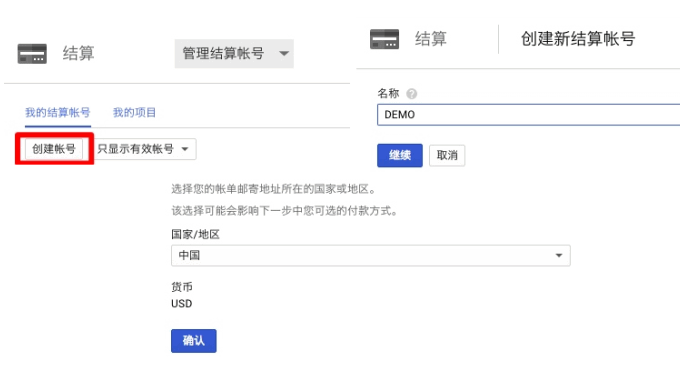 结算
管理结算帐号
我的结算帐号
我的项目
创建帐号
只显示有效帐号
结算
创建新结算帐号
名称
DEMO
继续
取消
选择您的帐单邮寄地址所在的国家或地区。
该选择可能会影响下一步中您可选的付款方式。
国家/地区
中国
货币
USD
确认